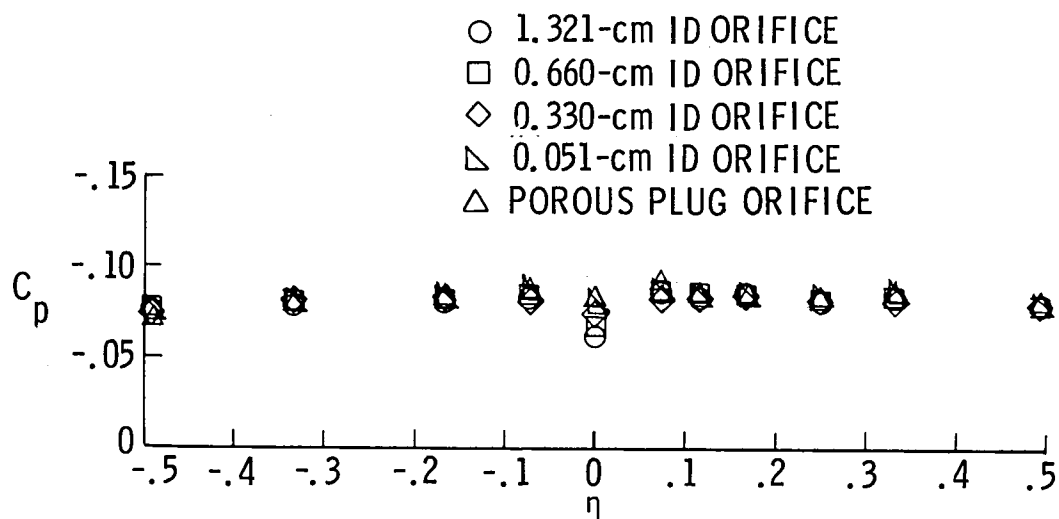 1.321-cm ID ORIFICE
0.660-cm ID ORIFICE
0.330-cm ID ORIFICE
0.051-cm ID ORIFICE
POROUS PLUG ORIFICE
-.15
-.10
Cp
-.05
0
-.5 -.4 -.3 -.2 -.1 0 .1 .2 .3 .4 .5
η